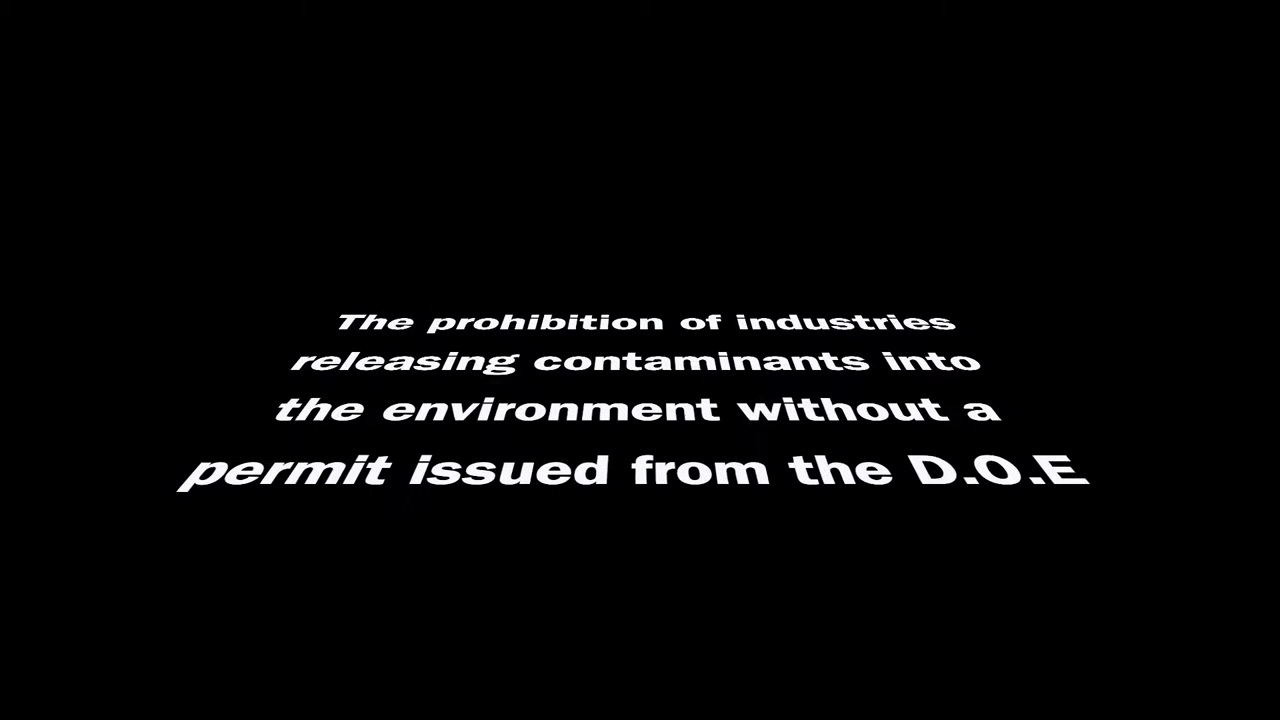 The prohibition of industries
releasing contaminants into
the environment without a
permit issued from the D.O.E